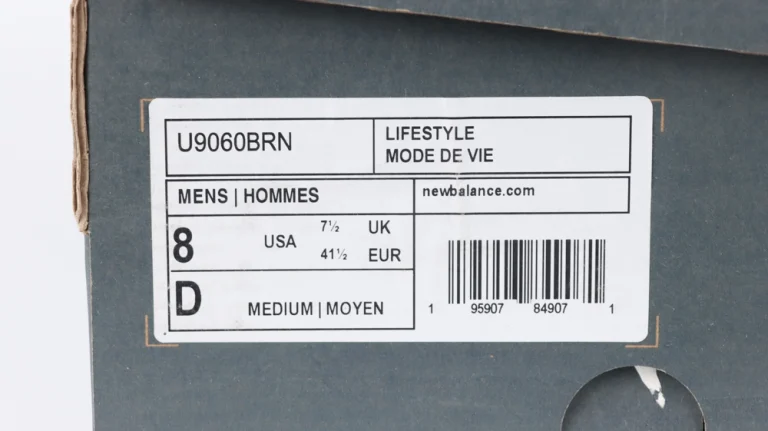 U9060BRN
LIFESTYLE
MODE DE VIE
MENS | HOMMES
newbalance.com
8 USA 7½ UK
41½ EUR
D MEDIUM | MOYEN
1 95907 84907 1